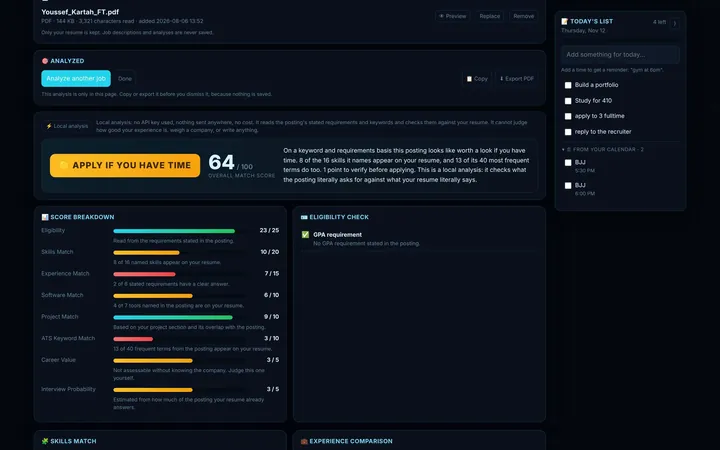 Youssef_Kartah_FT.pdf
PDF · 144 KB · 3,321 characters read · added 2026-08-06 13:52
Preview
Replace
Remove
Only your resume is kept. Job descriptions and analyses are never saved.
ANALYZED
Analyze another job
Done
Copy
Export PDF
This analysis is only in this page. Copy or export it before you dismiss it, because nothing is saved.
Local analysis
Local analysis: no API key used, nothing sent anywhere, no cost. It reads the posting's stated requirements and keywords and checks them against your resume. It cannot judge
how good your experience is, weigh a company, or write anything.
APPLY IF YOU HAVE TIME
64 / 100
OVERALL MATCH SCORE
On a keyword and requirements basis this posting looks like worth a look if you have
time. 8 of the 16 skills it names appear on your resume, and 13 of its 40 most frequent
terms do too. 1 point to verify before applying. This is a local analysis: it checks what
the posting literally asks for against what your resume literally says.
SCORE BREAKDOWN
Eligibility 23 / 25
Read from the requirements stated in the posting.
Skills Match 10 / 20
8 of 16 named skills appear on your resume.
Experience Match 7 / 15
2 of 6 stated requirements have a clear answer.
Software Match 6 / 10
4 of 7 tools named in the posting are on your resume.
Project Match 9 / 10
Based on your project section and its overlap with the posting.
ATS Keyword Match 3 / 10
13 of 40 frequent terms from the posting appear on your resume.
Career Value 3 / 5
Not assessable without knowing the company. Judge this one
yourself.
Interview Probability 3 / 5
Estimated from how much of the posting your resume already
answers.
ELIGIBILITY CHECK
GPA requirement
No GPA requirement stated in the posting.
SKILLS MATCH
EXPERIENCE COMPARISON
TODAY'S LIST
4 left
Thursday, Nov 12
Add something for today...
Add a time to get a reminder: "gym at 6pm".
Build a portfolio
Study for 410
apply to 3 fulltime
reply to the recruiter
FROM YOUR CALENDAR · 2
BJJ
5:30 PM
BJJ
6:00 PM